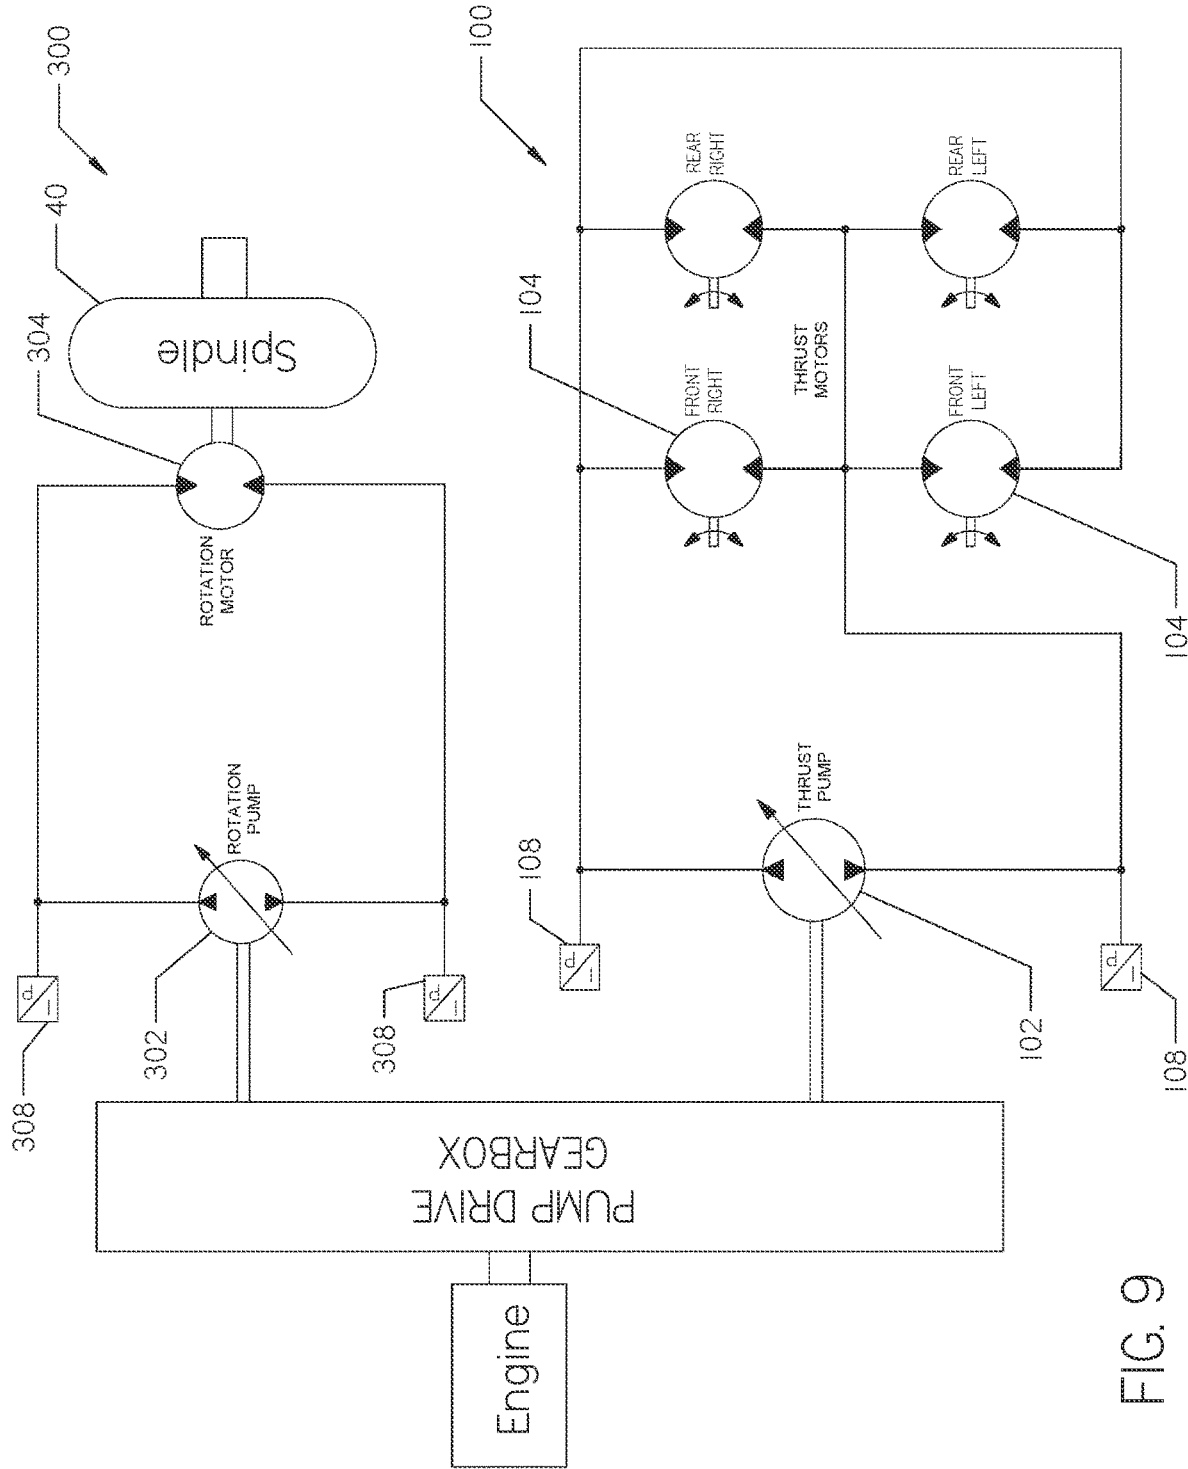 300
40
304
Spindle
ROTATION
MOTOR
ROTATION
PUMP
302
308
P
I
308
P
I
100
REAR
RIGHT
REAR
LEFT
104
FRONT
RIGHT
THRUST
MOTORS
FRONT
LEFT
104
THRUST
PUMP
108
P
I
102
108
P
I
PUMP DRIVE
GEARBOX
Engine
FIG. 9